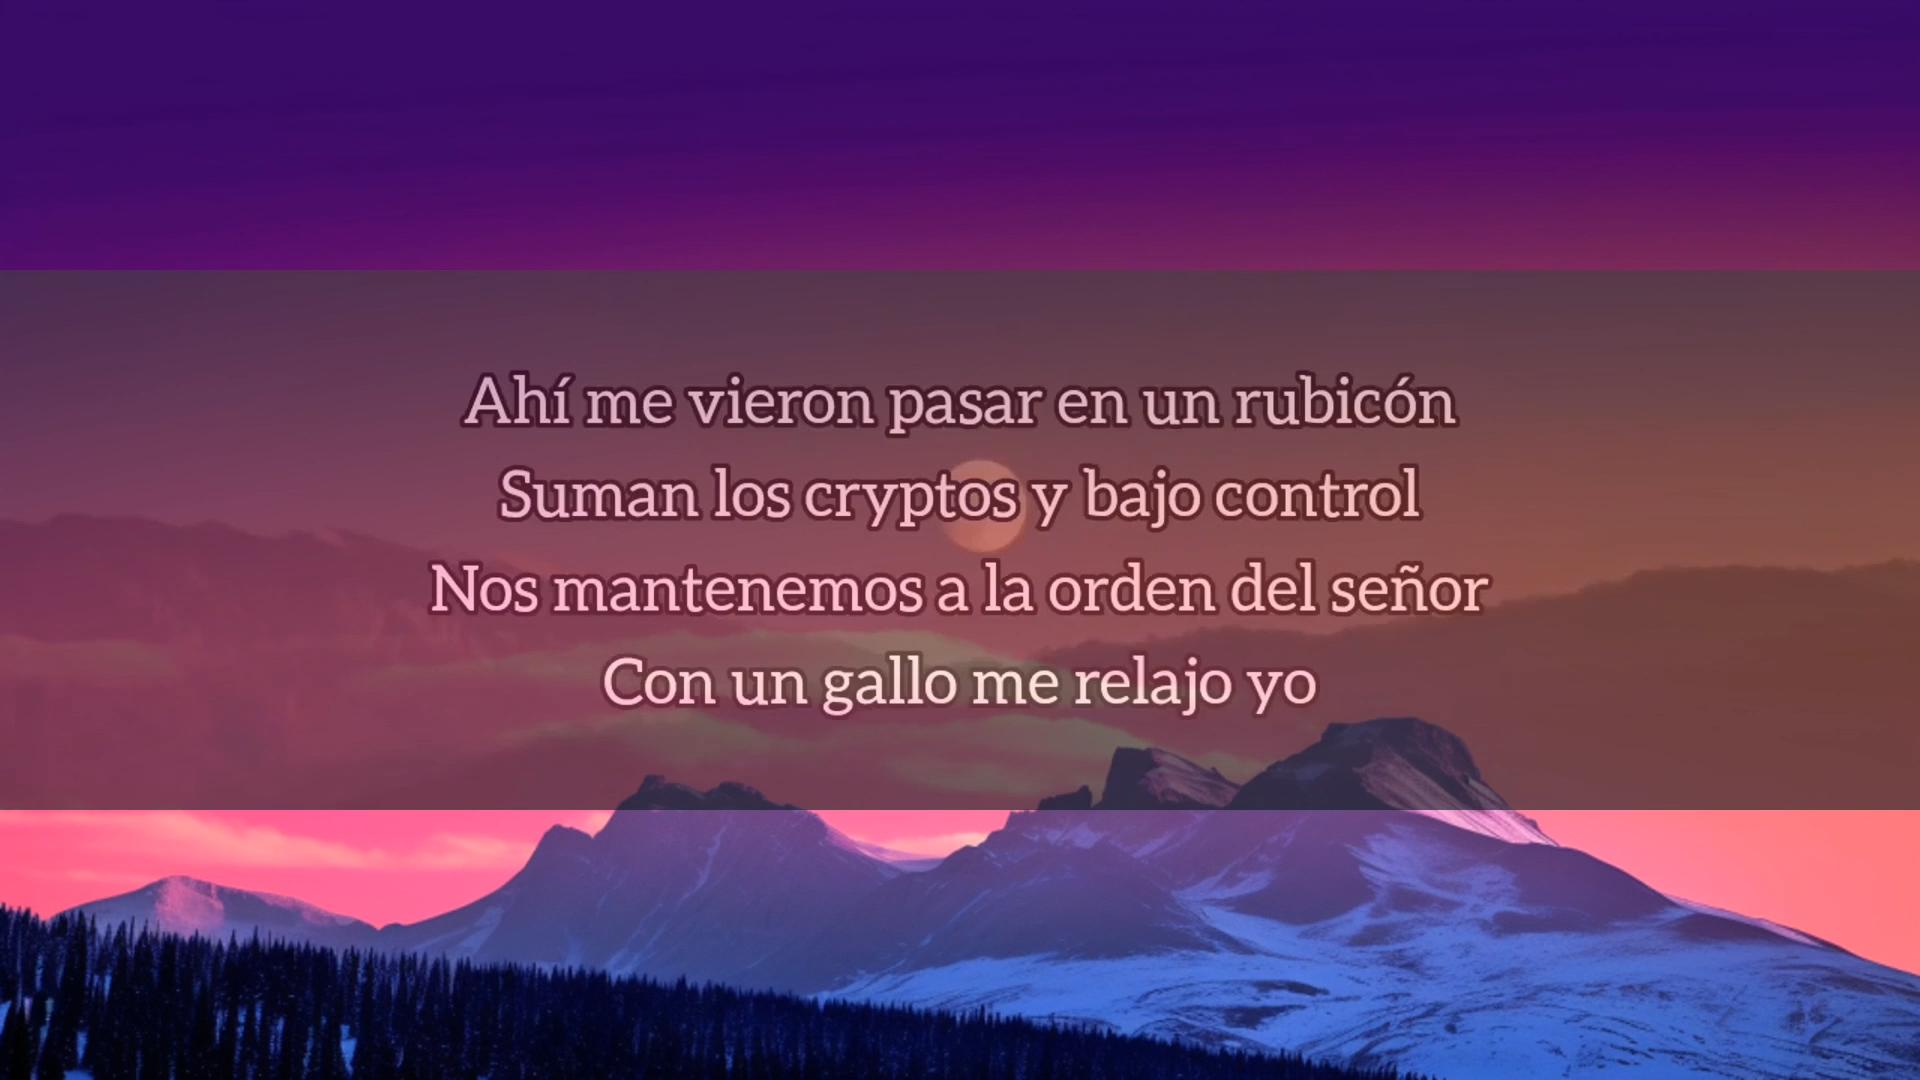 Ahí me vieron pasar en un rubicón
Suman los cryptos y bajo control
Nos mantenemos a la orden del señor
Con un gallo me relajo yo